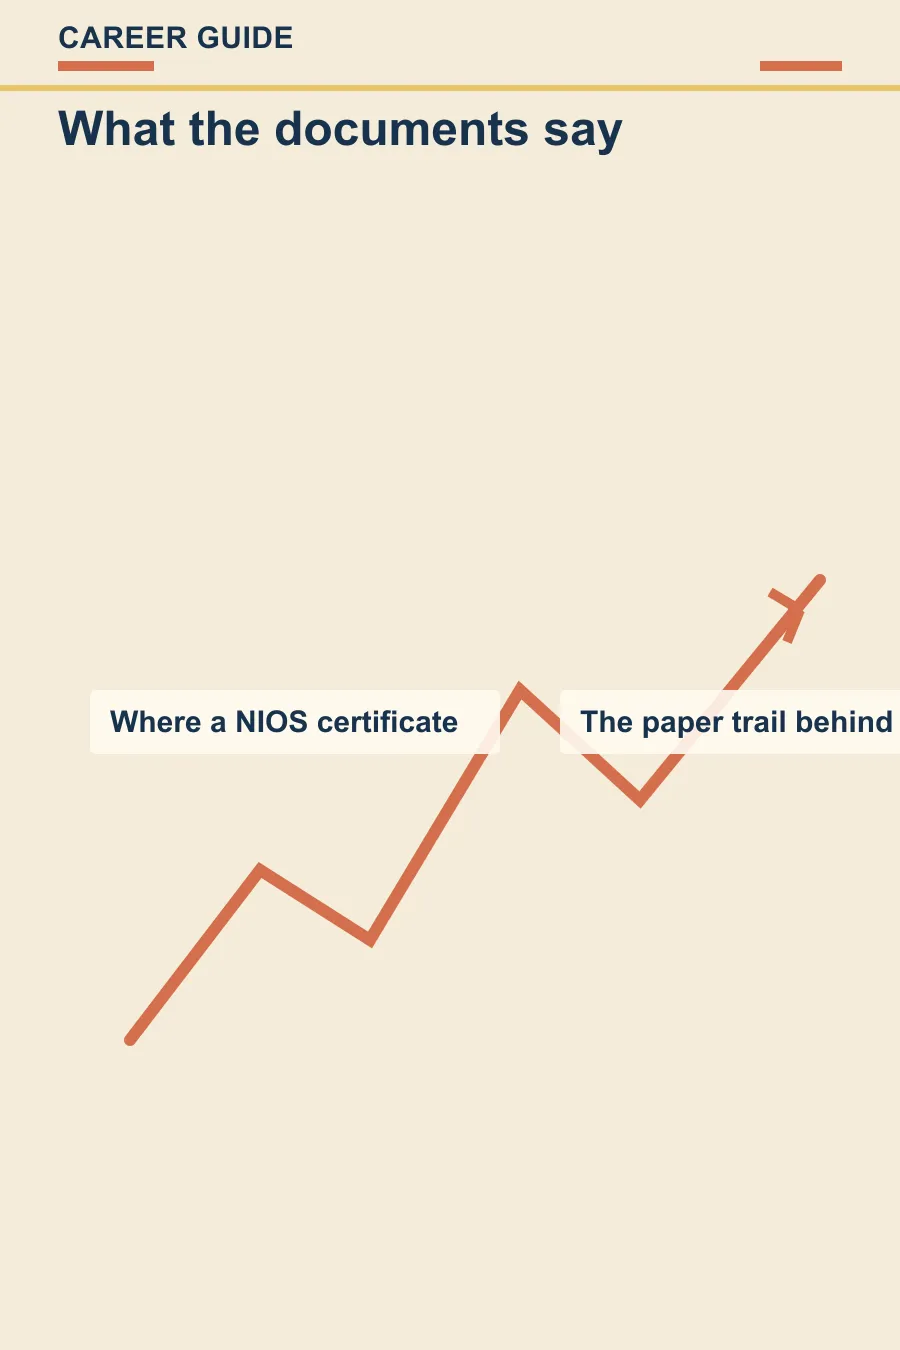 CAREER GUIDE
What the documents say
Where a NIOS certificate
The paper trail behind